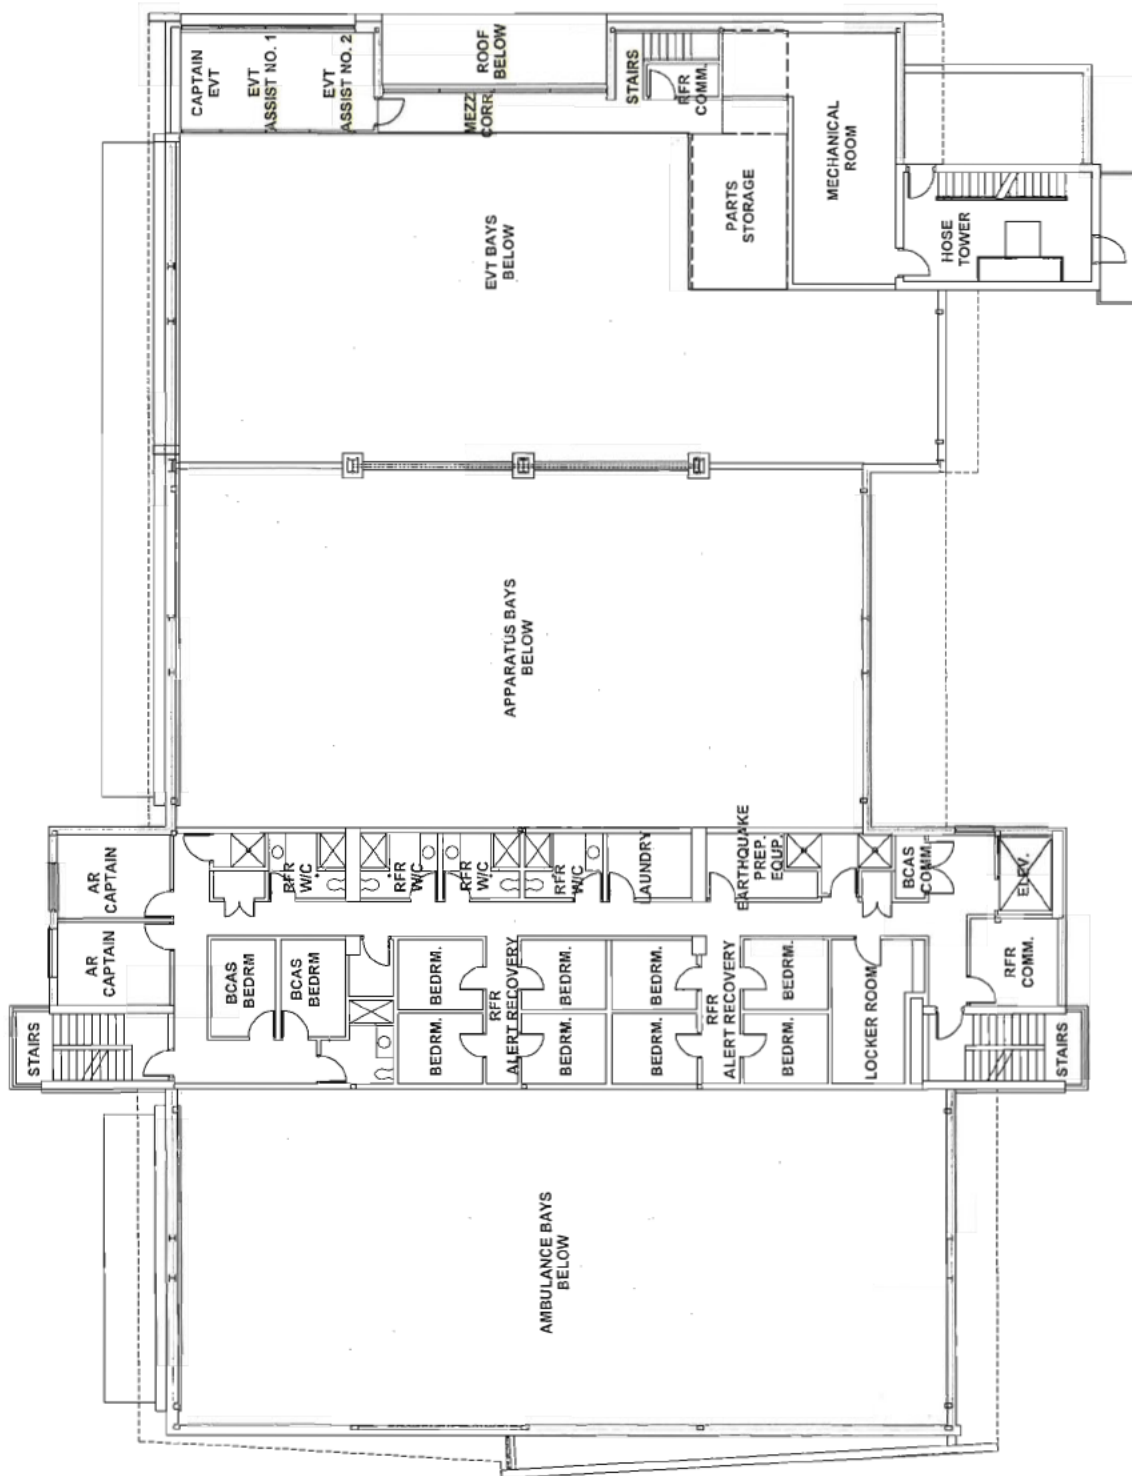 CAPTAIN
EVT
EVT
ASSIST NO. 1
EVT
ASSIST NO. 2
ROOF
BELOW
MEZZ
CORR.
STAIRS
RFR
COMM.
MECHANICAL
ROOM
PARTS
STORAGE
HOSE
TOWER
EVT BAYS
BELOW
APPARATUS BAYS
BELOW
AR
CAPTAIN
RFR
W/C
RFR
W/C
RFR
W/C
RFR
W/C
LAUNDRY
EARTHQUAKE
PREP.
EQUP.
BCAS
COMM.
ELEV.
AR
CAPTAIN
BCAS
BEDRM
BCAS
BEDRM
BEDRM.
BEDRM.
RFR
ALERT RECOVERY
BEDRM.
BEDRM.
BEDRM.
BEDRM.
RFR
ALERT RECOVERY
BEDRM.
BEDRM.
LOCKER ROOM
RFR
COMM.
STAIRS
STAIRS
AMBULANCE BAYS
BELOW